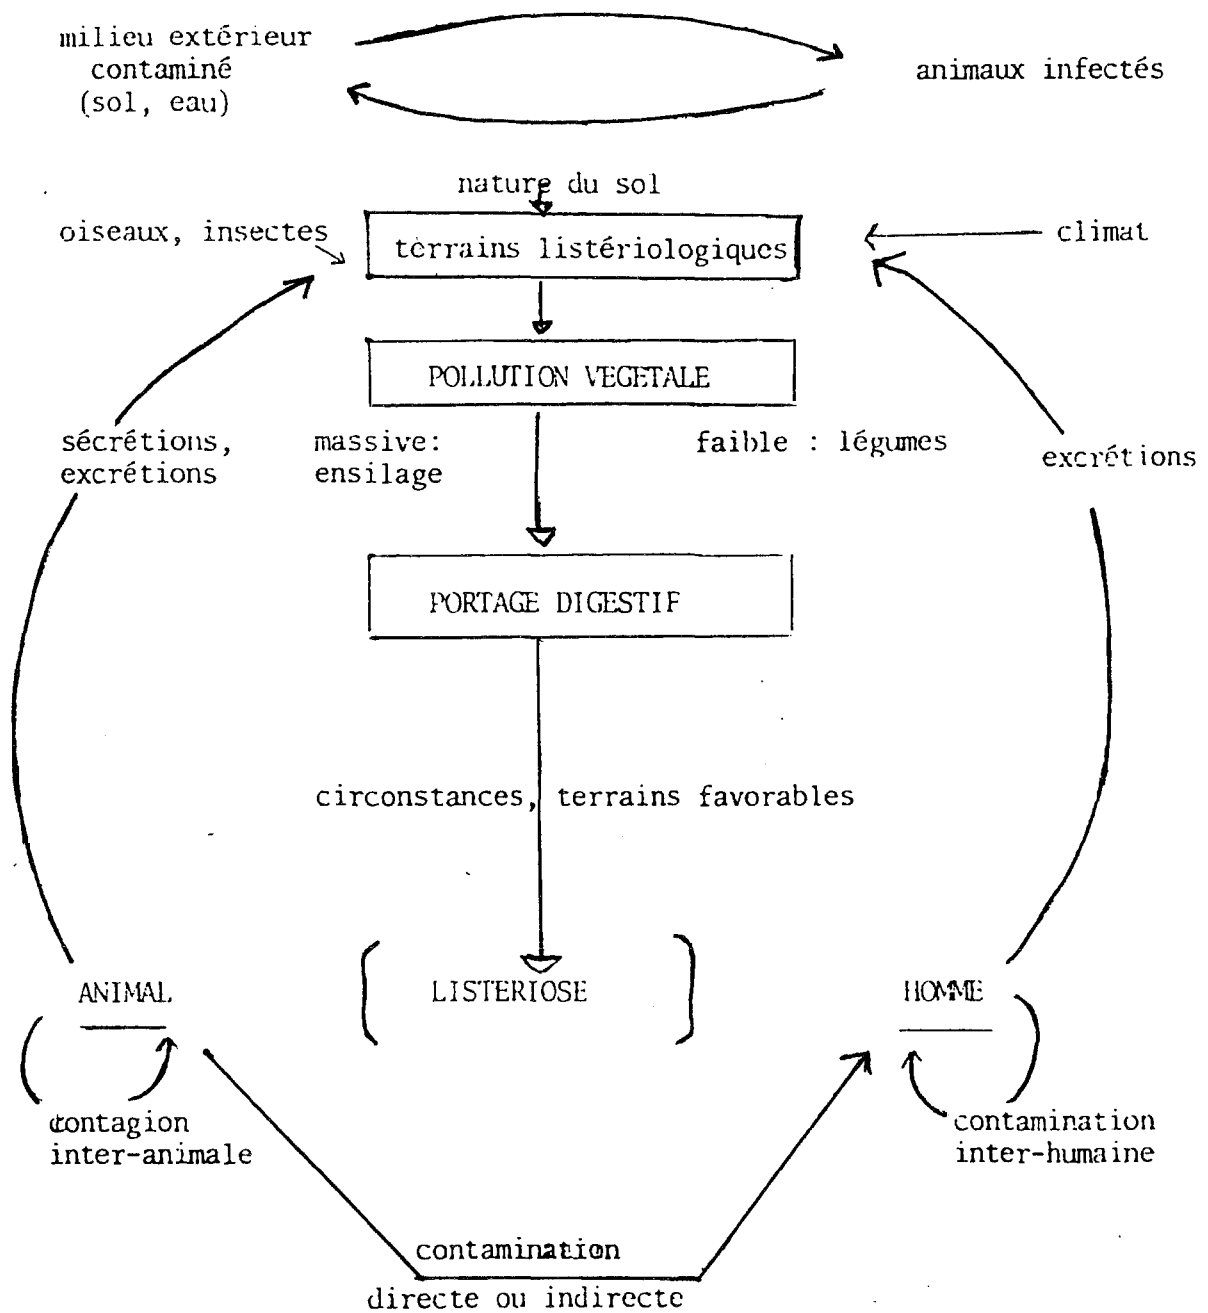 milieu extérieur
contaminé
(sol, eau)
animaux infectés
nature du sol
oiseaux, insectes
terrains listériologiques
climat
POLLUTION VEGETALE
sécrétions,
excrétions
massive:
ensilage
faible : légumes
excrétions
PORTAGE DIGESTIF
circonstances, terrains favorables
ANIMAL
LISTERIOSE
HOMME
contagion
inter-animale
contamination
inter-humaine
contamination
directe ou indirecte